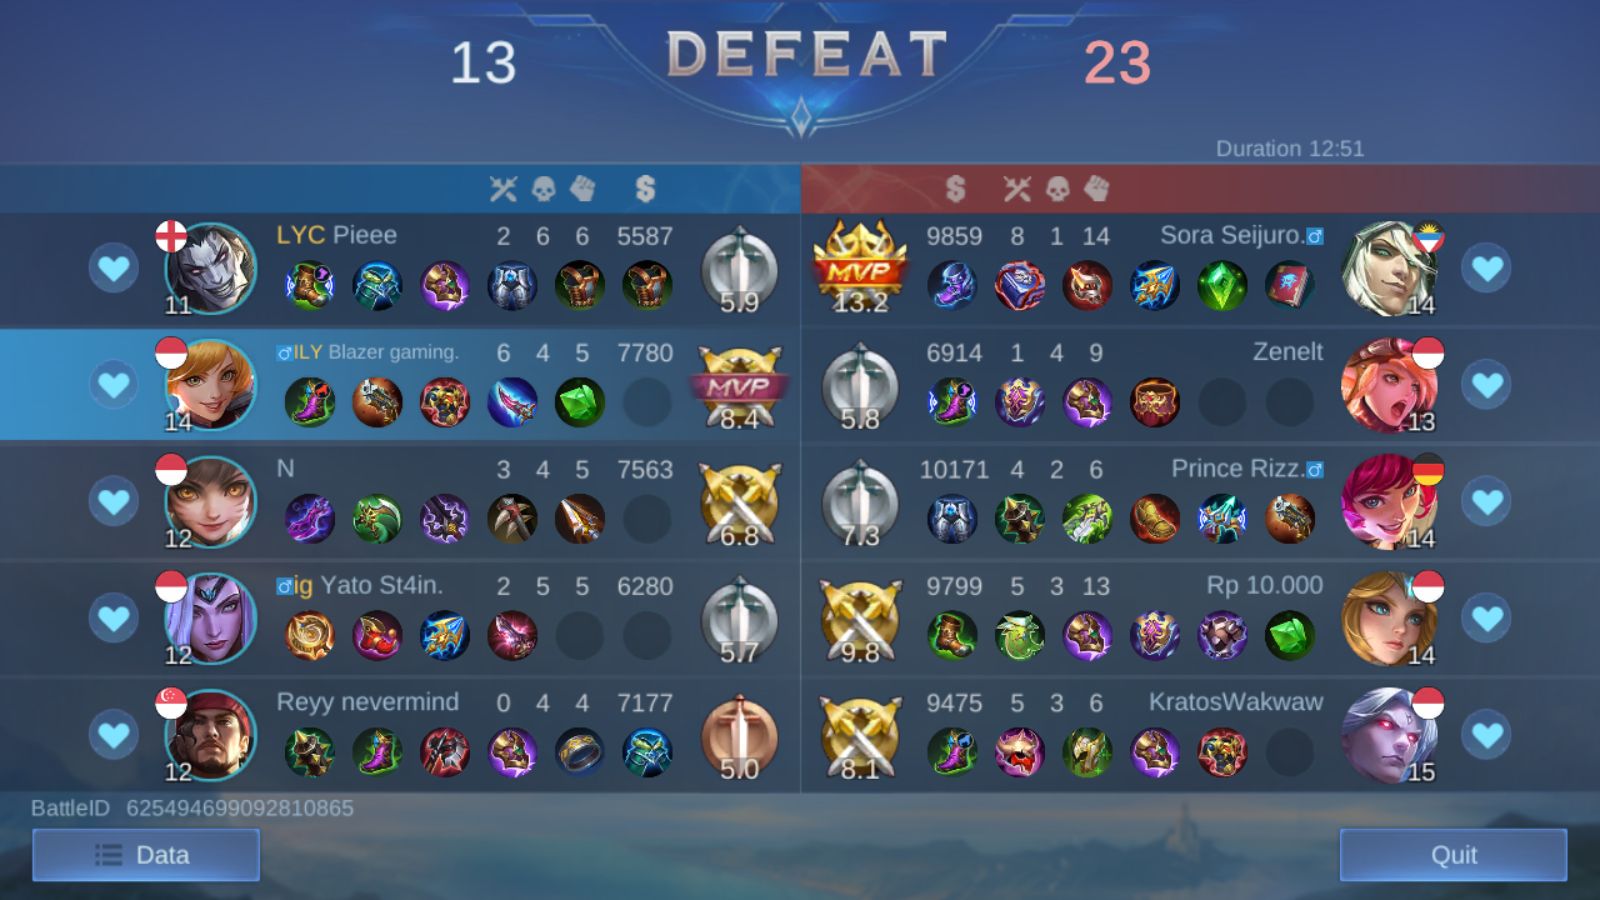 13 DEFEAT 23
Duration 12:51
LYC Pieee 2 6 6 5587
11 5.9
MVP 9859 8 1 14 Sora Seijuro.♂
13.2 14
♂ILY Blazer gaming. 6 4 5 7780 MVP
14 8.4
6914 1 4 9 Zenelt
5.8 13
N 3 4 5 7563
12 6.8
10171 4 2 6 Prince Rizz.♂
7.3 14
♂ig Yato St4in. 2 5 5 6280
12 5.7
9799 5 3 13 Rp 10.000
9.8 14
Reyy nevermind 0 4 4 7177
12 5.0
9475 5 3 6 KratosWakwaw
8.1 15
BattleID 625494699092810865
Data Quit